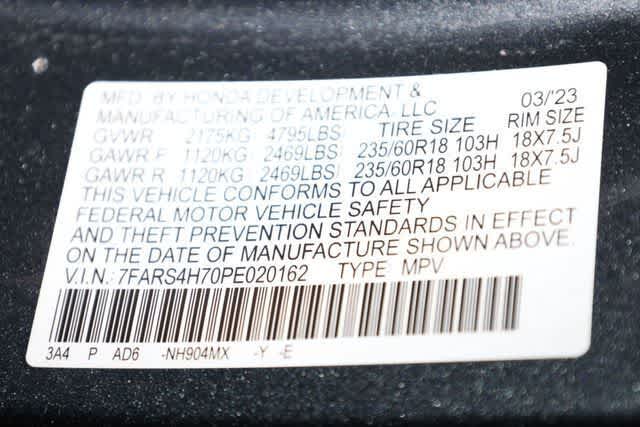 MFD. BY HONDA DEVELOPMENT &
MANUFACTURING OF AMERICA, LLC 03/'23
GVWR 2175KG 4795LBS TIRE SIZE RIM SIZE
GAWR F 1120KG 2469LBS 235/60R18 103H 18X7.5J
GAWR R 1120KG 2469LBS 235/60R18 103H 18X7.5J
THIS VEHICLE CONFORMS TO ALL APPLICABLE
FEDERAL MOTOR VEHICLE SAFETY
AND THEFT PREVENTION STANDARDS IN EFFECT
ON THE DATE OF MANUFACTURE SHOWN ABOVE.
V.I.N.: 7FARS4H70PE020162 TYPE MPV
3A4 P AD6 -NH904MX -Y -E